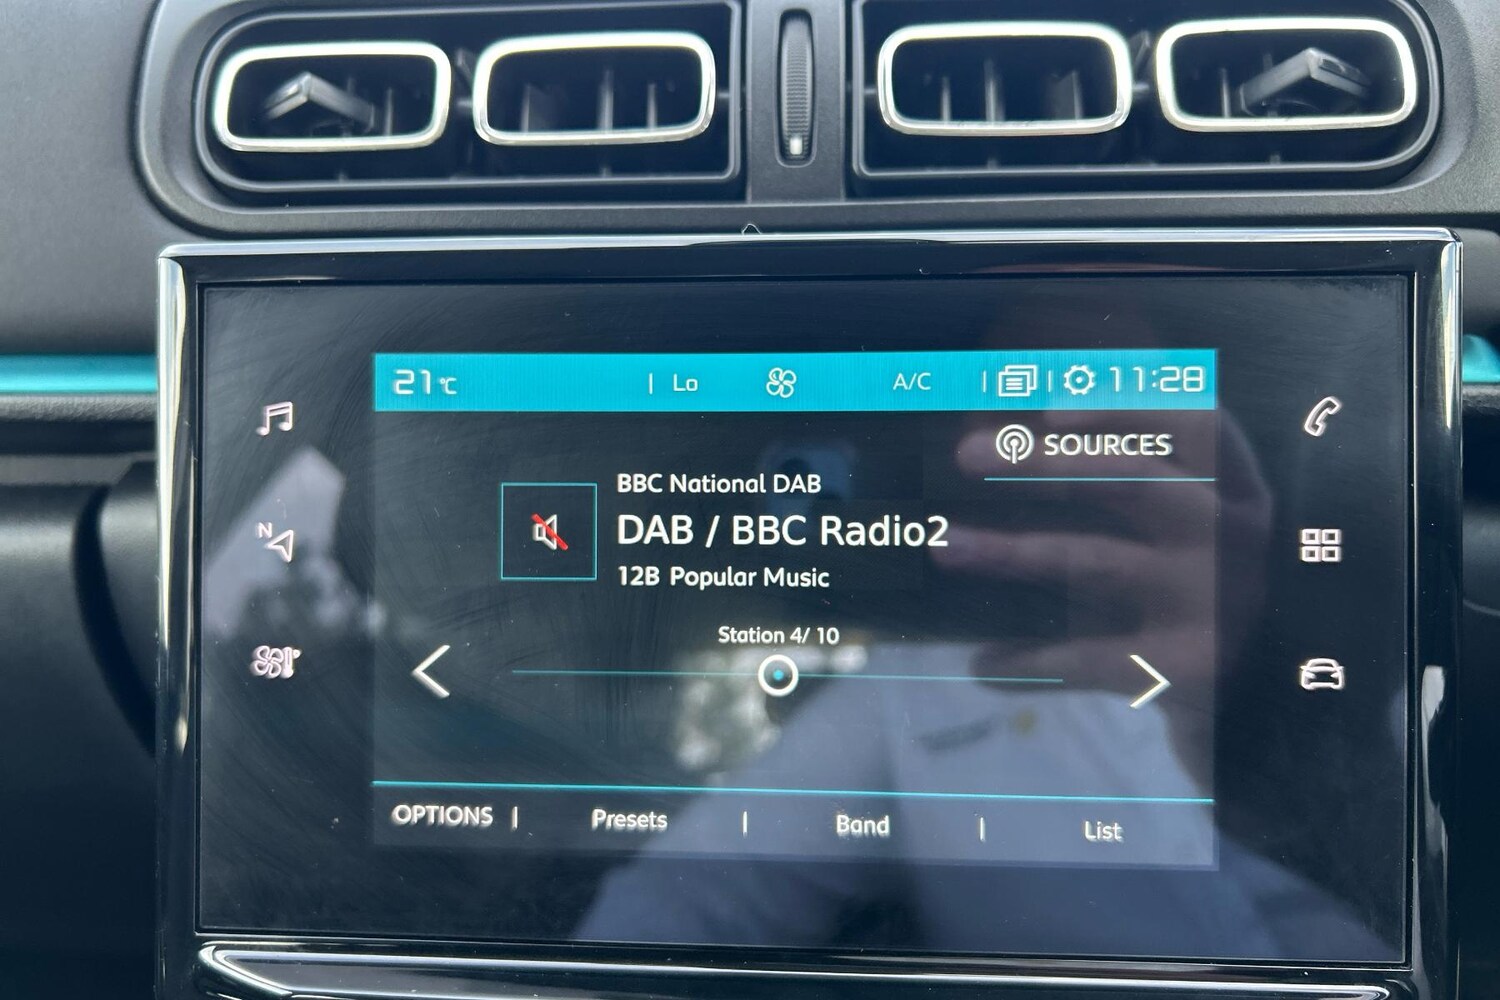 21°C | Lo A/C | | 11:28
SOURCES
BBC National DAB
DAB / BBC Radio2
12B Popular Music
N
Station 4/ 10
OPTIONS | Presets | Band | List